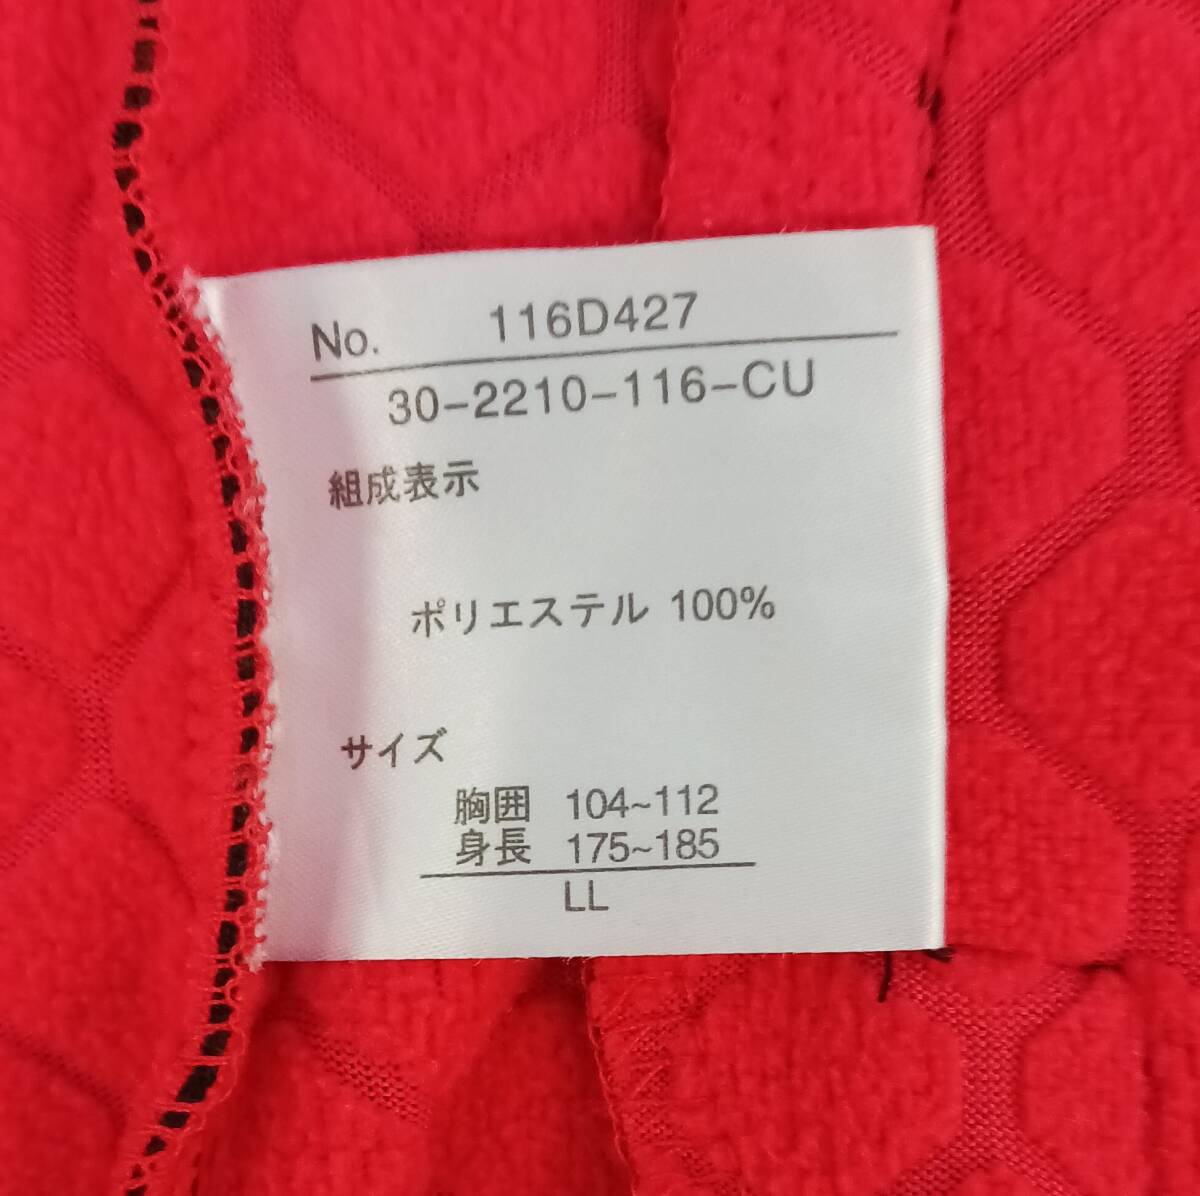 No. 116D427
30-2210-116-CU
組成表示
ポリエステル 100%
サイズ
胸囲 104~112
身長 175~185
LL